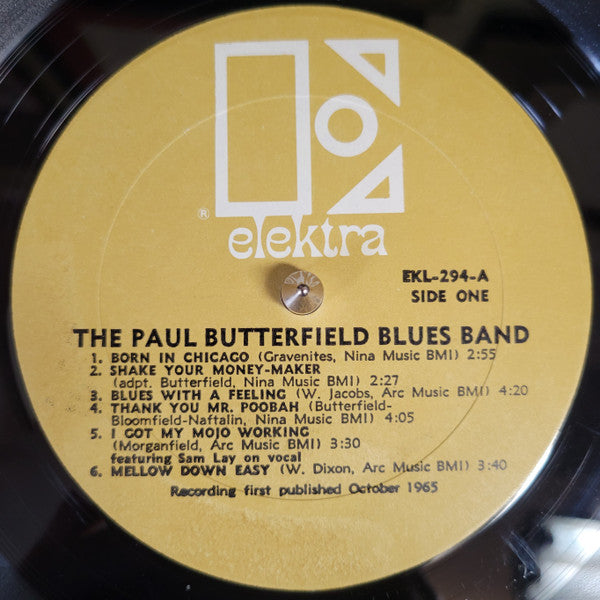 ®
elektra
EKL-294-A
SIDE ONE
THE PAUL BUTTERFIELD BLUES BAND
1. BORN IN CHICAGO (Gravenites, Nina Music BMI) 2:55
2. SHAKE YOUR MONEY-MAKER
(adpt. Butterfield, Nina Music BMI) 2:27
3. BLUES WITH A FEELING (W. Jacobs, Arc Music BMI) 4:20
4. THANK YOU MR. POOBAH (Butterfield-
Bloomfield-Naftalin, Nina Music BMI) 4:05
5. I GOT MY MOJO WORKING
(Morganfield, Arc Music BMI) 3:30
featuring Sam Lay on vocal
6. MELLOW DOWN EASY (W. Dixon, Arc Music BMI) 3:40
Recording first published October 1965